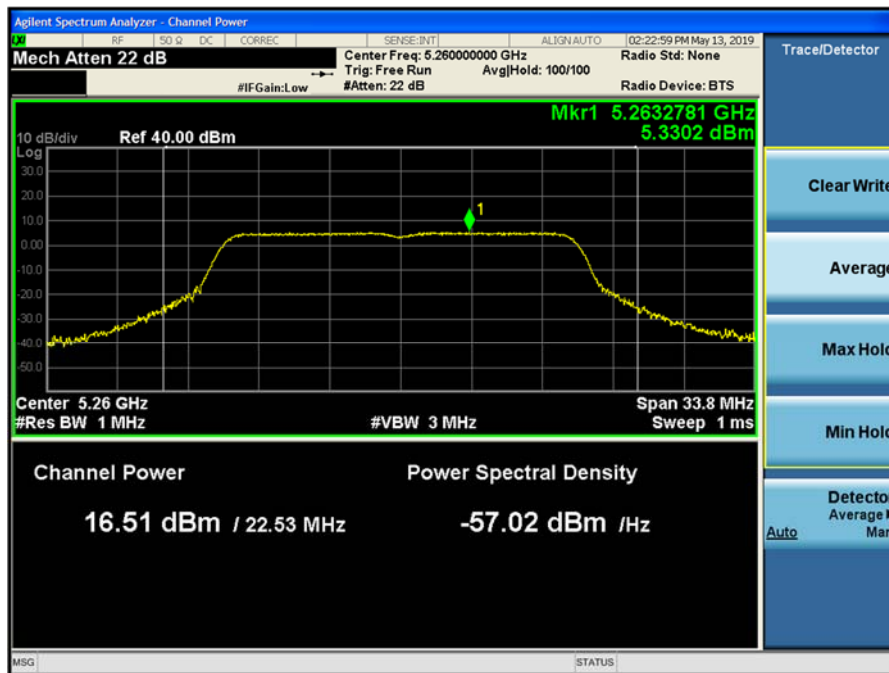 Agilent Spectrum Analyzer - Channel Power
LXI RF 50 Ω DC CORREC SENSE:INT ALIGN AUTO 02:22:59 PM May 13, 2019
Mech Atten 22 dB Center Freq: 5.260000000 GHz Radio Std: None
Trig: Free Run Avg|Hold: 100/100
#IFGain:Low #Atten: 22 dB Radio Device: BTS
Trace/Detector
Mkr1 5.2632781 GHz
5.3302 dBm
10 dB/div Ref 40.00 dBm
Log
30.0
20.0
10.0
0.00
-10.0
-20.0
-30.0
-40.0
-50.0
1
Center 5.26 GHz Span 33.8 MHz
#Res BW 1 MHz #VBW 3 MHz Sweep 1 ms
Channel Power Power Spectral Density
16.51 dBm / 22.53 MHz -57.02 dBm /Hz
Clear Write
Average
Max Hold
Min Hold
Detector
Average
Auto Man
MSG STATUS